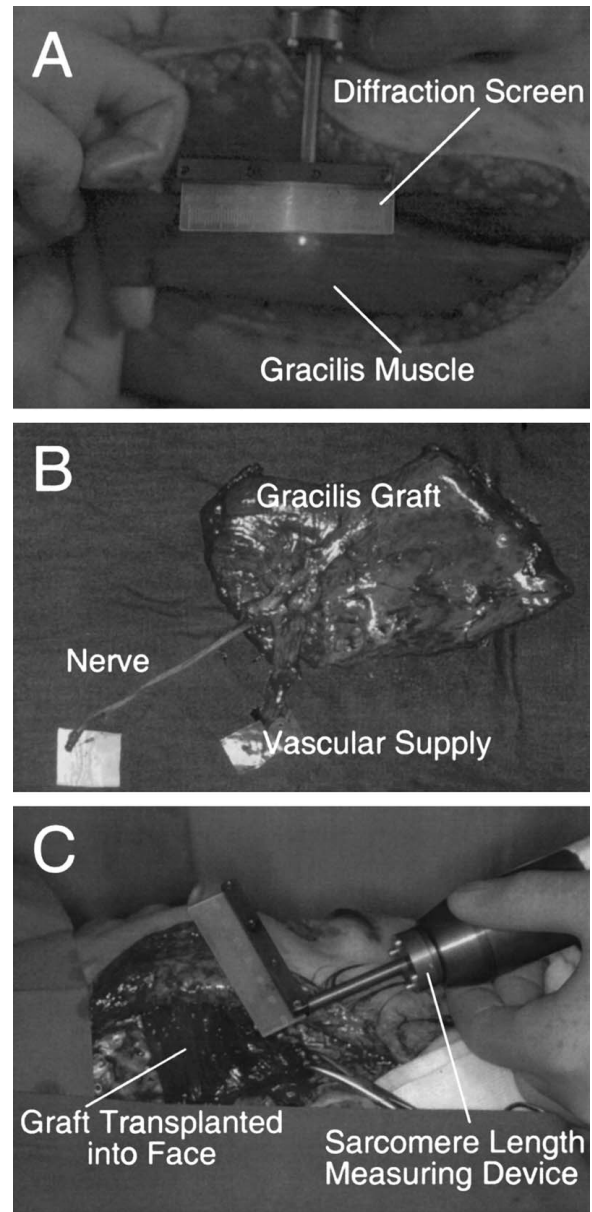 A
Diffraction Screen
Gracilis Muscle
B
Gracilis Graft
Nerve
Vascular Supply
C
Graft Transplanted
into Face
Sarcomere Length
Measuring Device